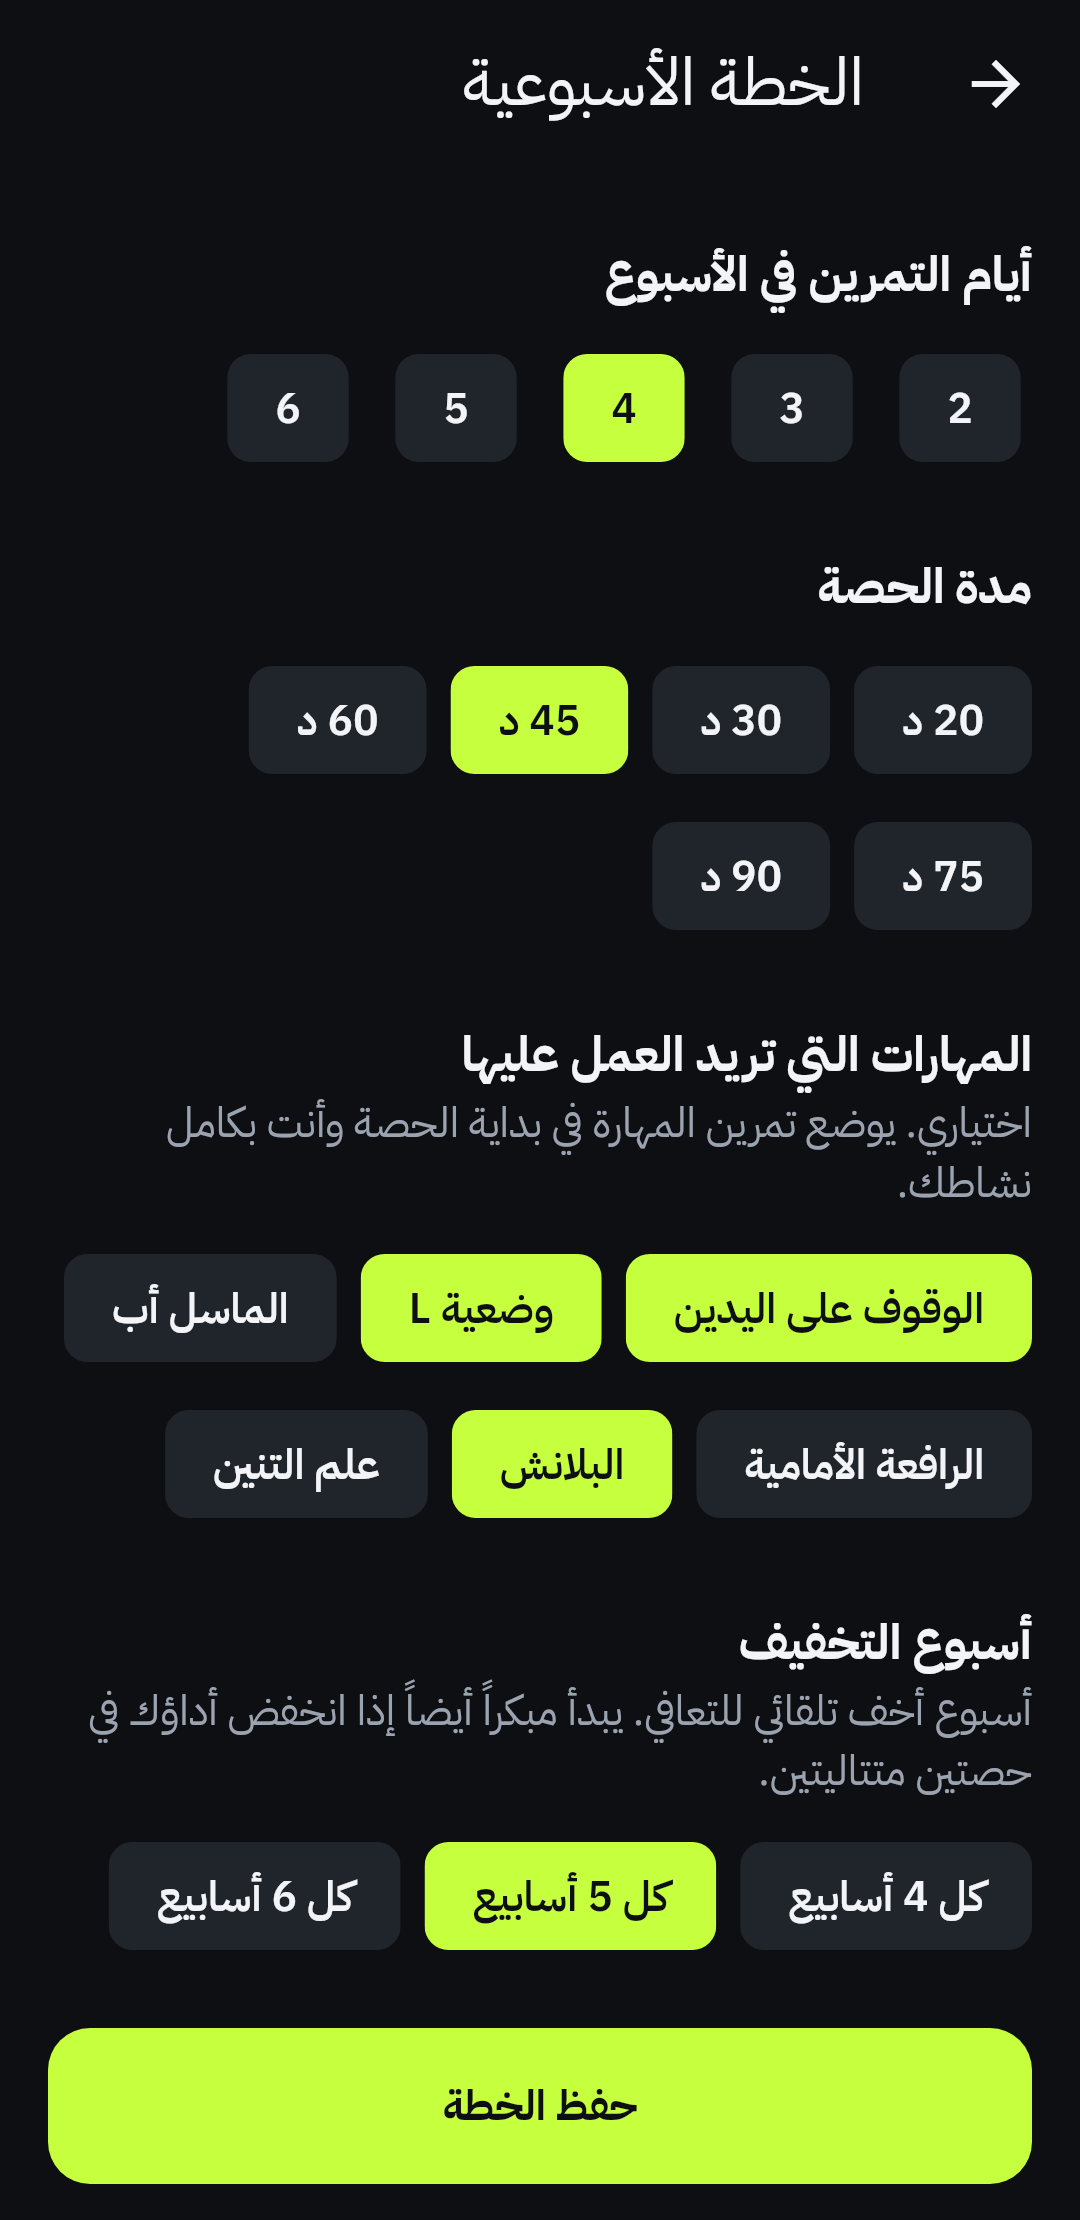 الخطة الأسبوعية
أيام التمرين في الأسبوع
2 3 4 5 6
مدة الحصة
20 د 30 د 45 د 60 د
75 د 90 د
المهارات التي تريد العمل عليها
اختياري. يوضع تمرين المهارة في بداية الحصة وأنت بكامل
نشاطك.
الوقوف على اليدين وضعية L الماسل أب
الرافعة الأمامية البلانش علم التنين
أسبوع التخفيف
أسبوع أخف تلقائي للتعافي. يبدأ مبكراً أيضاً إذا انخفض أداؤك في
حصتين متتاليتين.
كل 4 أسابيع كل 5 أسابيع كل 6 أسابيع
حفظ الخطة